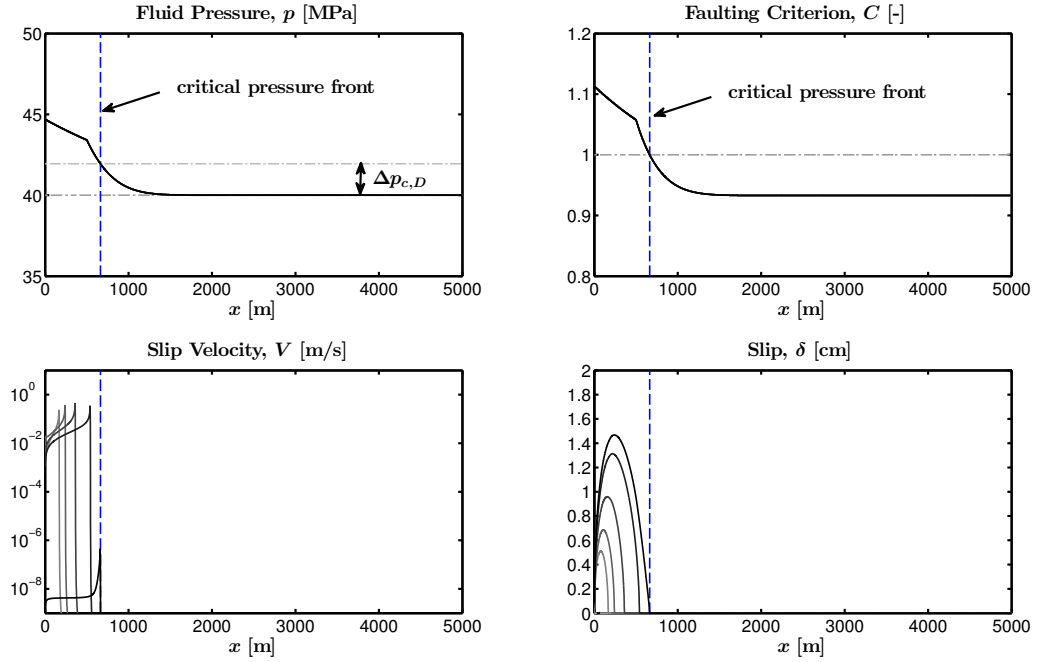 Fluid Pressure, p [MPa]
50
45
40
35
critical pressure front
Δp_{c,D}
0 1000 2000 3000 4000 5000
x [m]
Faulting Criterion, C [-]
1.2
1.1
1
0.9
0.8
critical pressure front
0 1000 2000 3000 4000 5000
x [m]
Slip Velocity, V [m/s]
10^0
10^{-2}
10^{-4}
10^{-6}
10^{-8}
0 1000 2000 3000 4000 5000
x [m]
Slip, δ [cm]
2
1.8
1.6
1.4
1.2
1
0.8
0.6
0.4
0.2
0
0 1000 2000 3000 4000 5000
x [m]